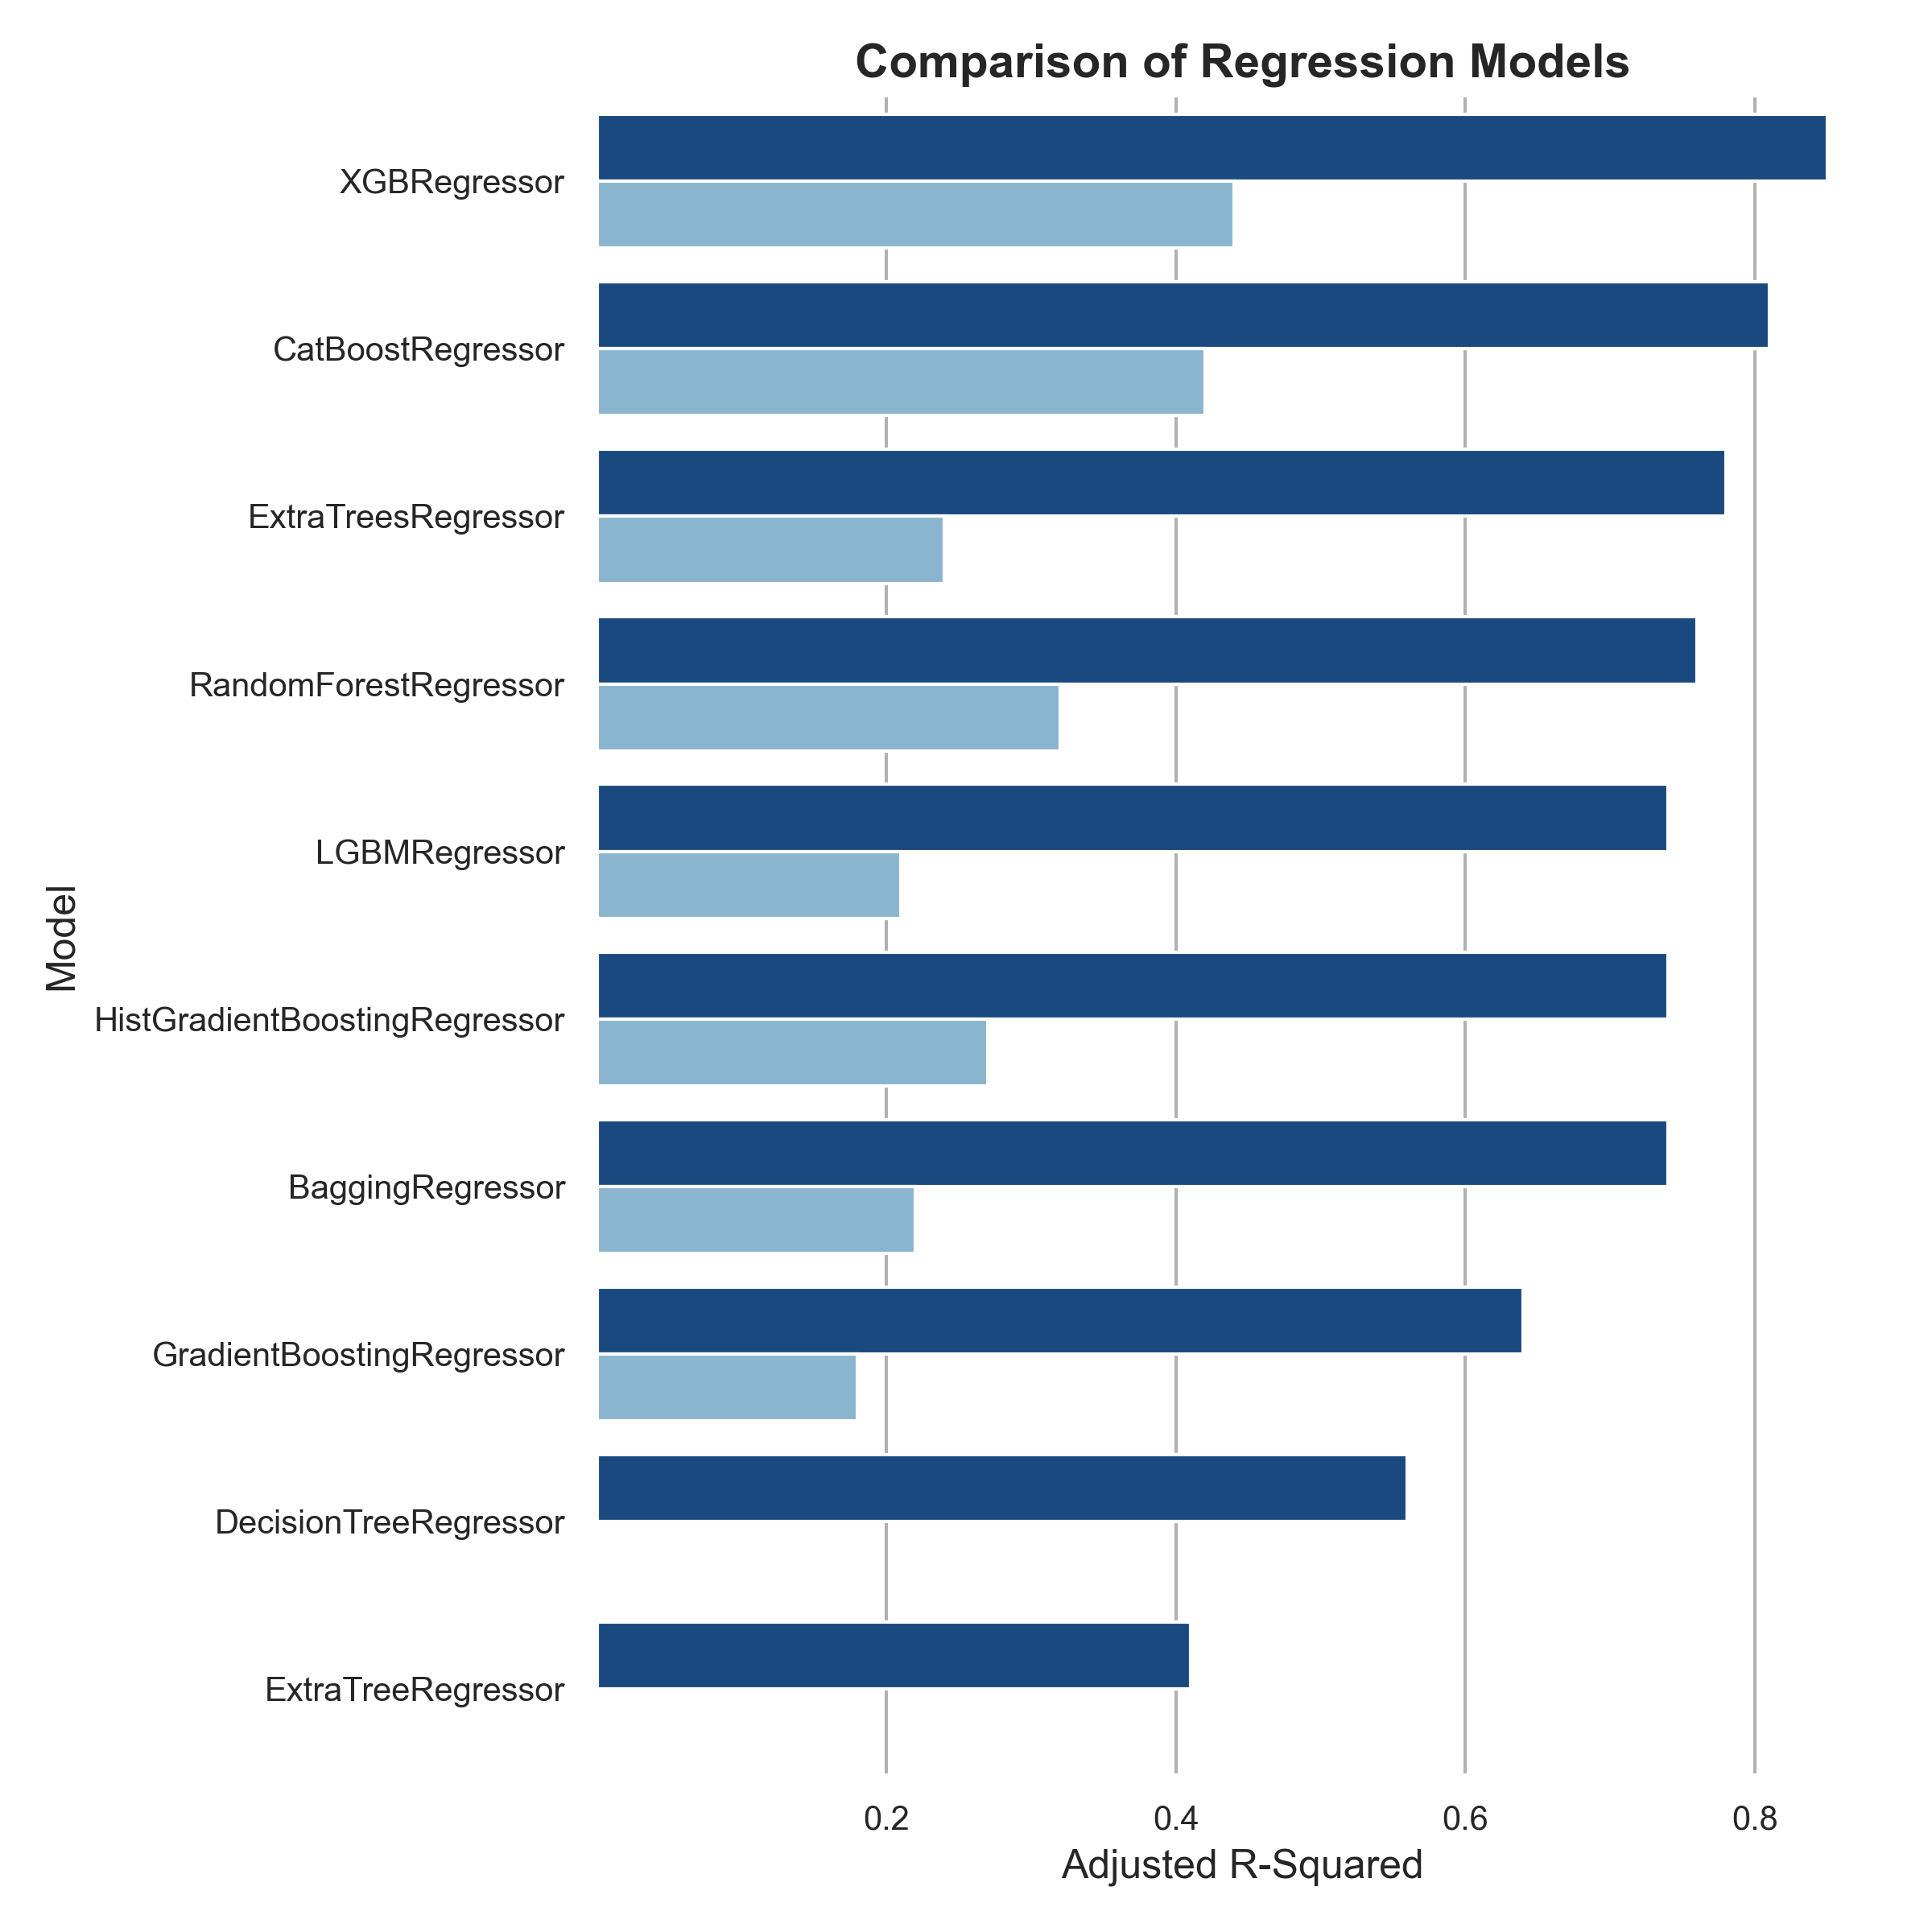 Comparison of Regression Models
XGBRegressor
CatBoostRegressor
ExtraTreesRegressor
RandomForestRegressor
LGBMRegressor
HistGradientBoostingRegressor
BaggingRegressor
GradientBoostingRegressor
DecisionTreeRegressor
ExtraTreeRegressor
Model
0.2 0.4 0.6 0.8
Adjusted R-Squared